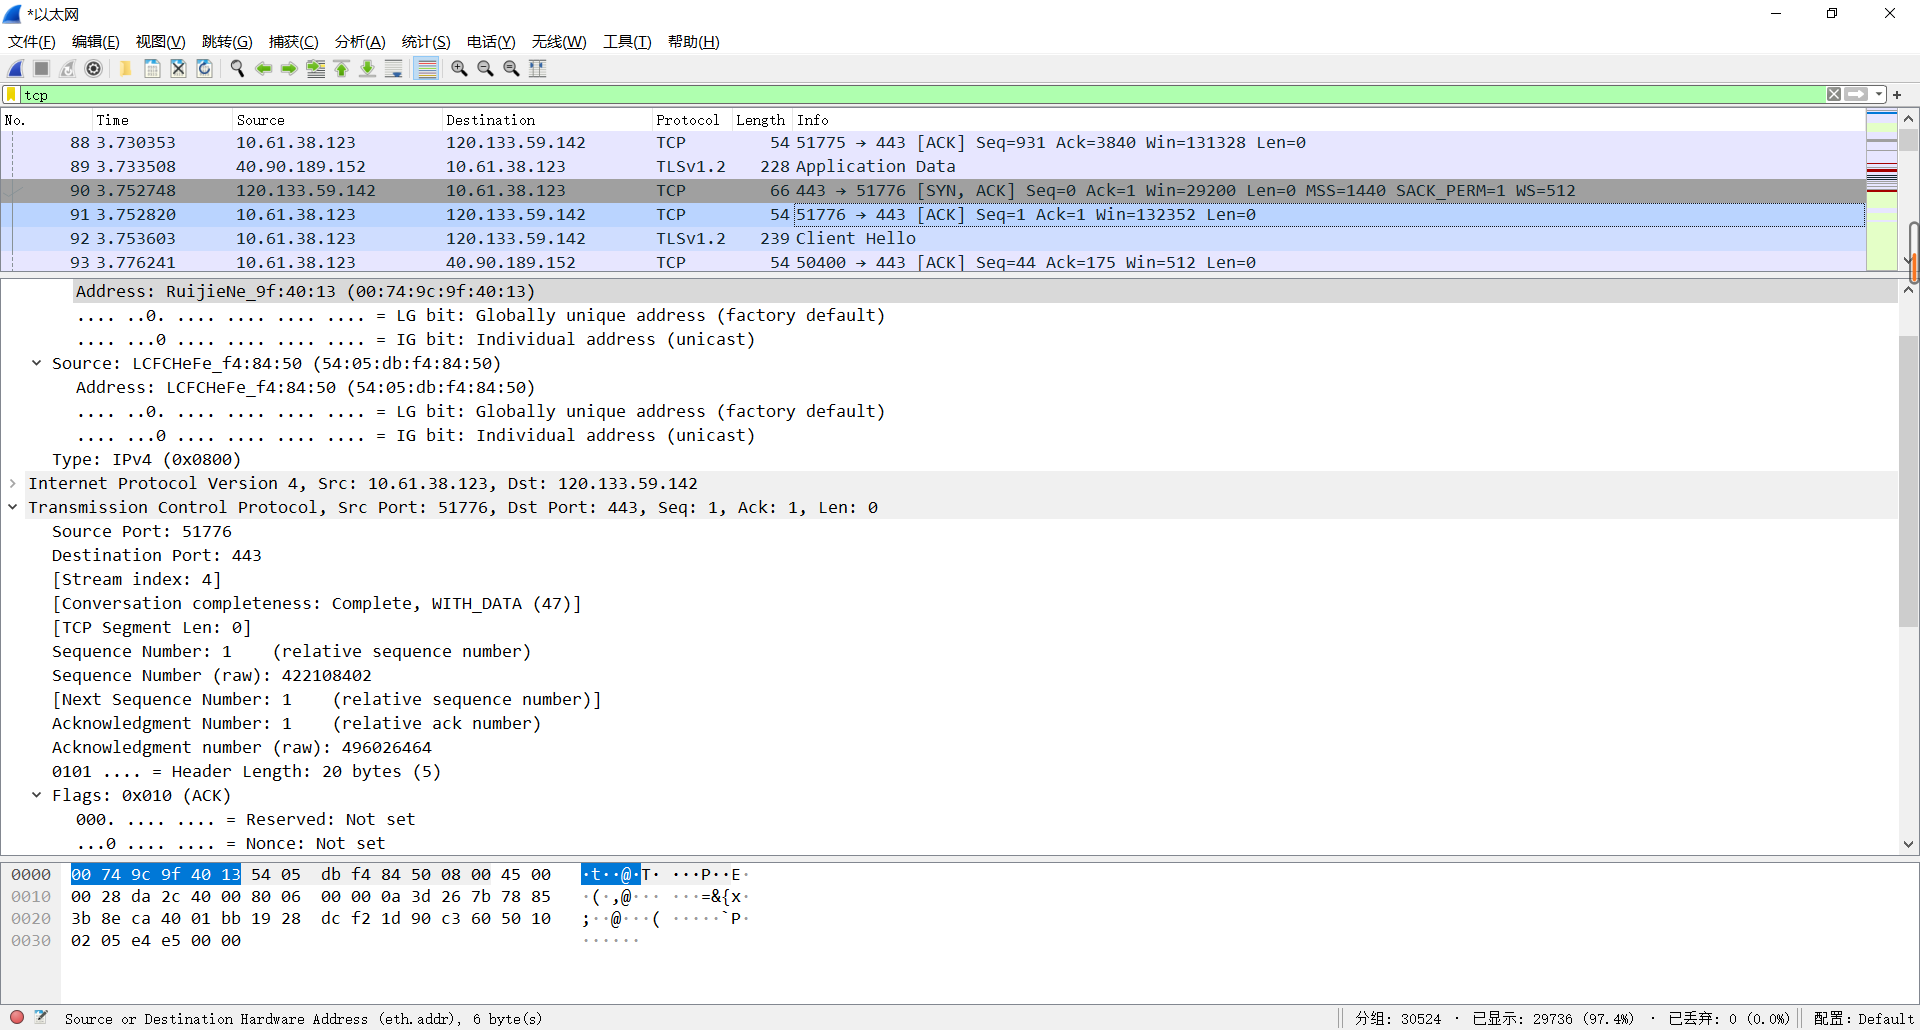 *以太网
文件(F) 编辑(E) 视图(V) 跳转(G) 捕获(C) 分析(A) 统计(S) 电话(Y) 无线(W) 工具(T) 帮助(H)
tcp
No. Time Source Destination Protocol Length Info
88 3.730353 10.61.38.123 120.133.59.142 TCP 54 51775 → 443 [ACK] Seq=931 Ack=3840 Win=131328 Len=0
89 3.733508 40.90.189.152 10.61.38.123 TLSv1.2 228 Application Data
90 3.752748 120.133.59.142 10.61.38.123 TCP 66 443 → 51776 [SYN, ACK] Seq=0 Ack=1 Win=29200 Len=0 MSS=1440 SACK_PERM=1 WS=512
91 3.752820 10.61.38.123 120.133.59.142 TCP 54 51776 → 443 [ACK] Seq=1 Ack=1 Win=132352 Len=0
92 3.753603 10.61.38.123 120.133.59.142 TLSv1.2 239 Client Hello
93 3.776241 10.61.38.123 40.90.189.152 TCP 54 50400 → 443 [ACK] Seq=44 Ack=175 Win=512 Len=0
Address: RuijieNe_9f:40:13 (00:74:9c:9f:40:13)
.... ..0. .... .... .... .... = LG bit: Globally unique address (factory default)
.... ...0 .... .... .... .... = IG bit: Individual address (unicast)
Source: LCFCHeFe_f4:84:50 (54:05:db:f4:84:50)
Address: LCFCHeFe_f4:84:50 (54:05:db:f4:84:50)
.... ..0. .... .... .... .... = LG bit: Globally unique address (factory default)
.... ...0 .... .... .... .... = IG bit: Individual address (unicast)
Type: IPv4 (0x0800)
Internet Protocol Version 4, Src: 10.61.38.123, Dst: 120.133.59.142
Transmission Control Protocol, Src Port: 51776, Dst Port: 443, Seq: 1, Ack: 1, Len: 0
Source Port: 51776
Destination Port: 443
[Stream index: 4]
[Conversation completeness: Complete, WITH_DATA (47)]
[TCP Segment Len: 0]
Sequence Number: 1 (relative sequence number)
Sequence Number (raw): 422108402
[Next Sequence Number: 1 (relative sequence number)]
Acknowledgment Number: 1 (relative ack number)
Acknowledgment number (raw): 496026464
0101 .... = Header Length: 20 bytes (5)
Flags: 0x010 (ACK)
000. .... .... = Reserved: Not set
...0 .... .... = Nonce: Not set
0000 00 74 9c 9f 40 13 54 05 db f4 84 50 08 00 45 00 ·t··@·T· ···P··E·
0010 00 28 da 2c 40 00 80 06 00 00 0a 3d 26 7b 78 85 ·(·,@··· ···=&{x·
0020 3b 8e ca 40 01 bb 19 28 dc f2 1d 90 c3 60 50 10 ;··@···( ·····`P·
0030 02 05 e4 e5 00 00 ······
Source or Destination Hardware Address (eth.addr), 6 byte(s) 分组: 30524 · 已显示: 29736 (97.4%) · 已丢弃: 0 (0.0%) 配置: Default